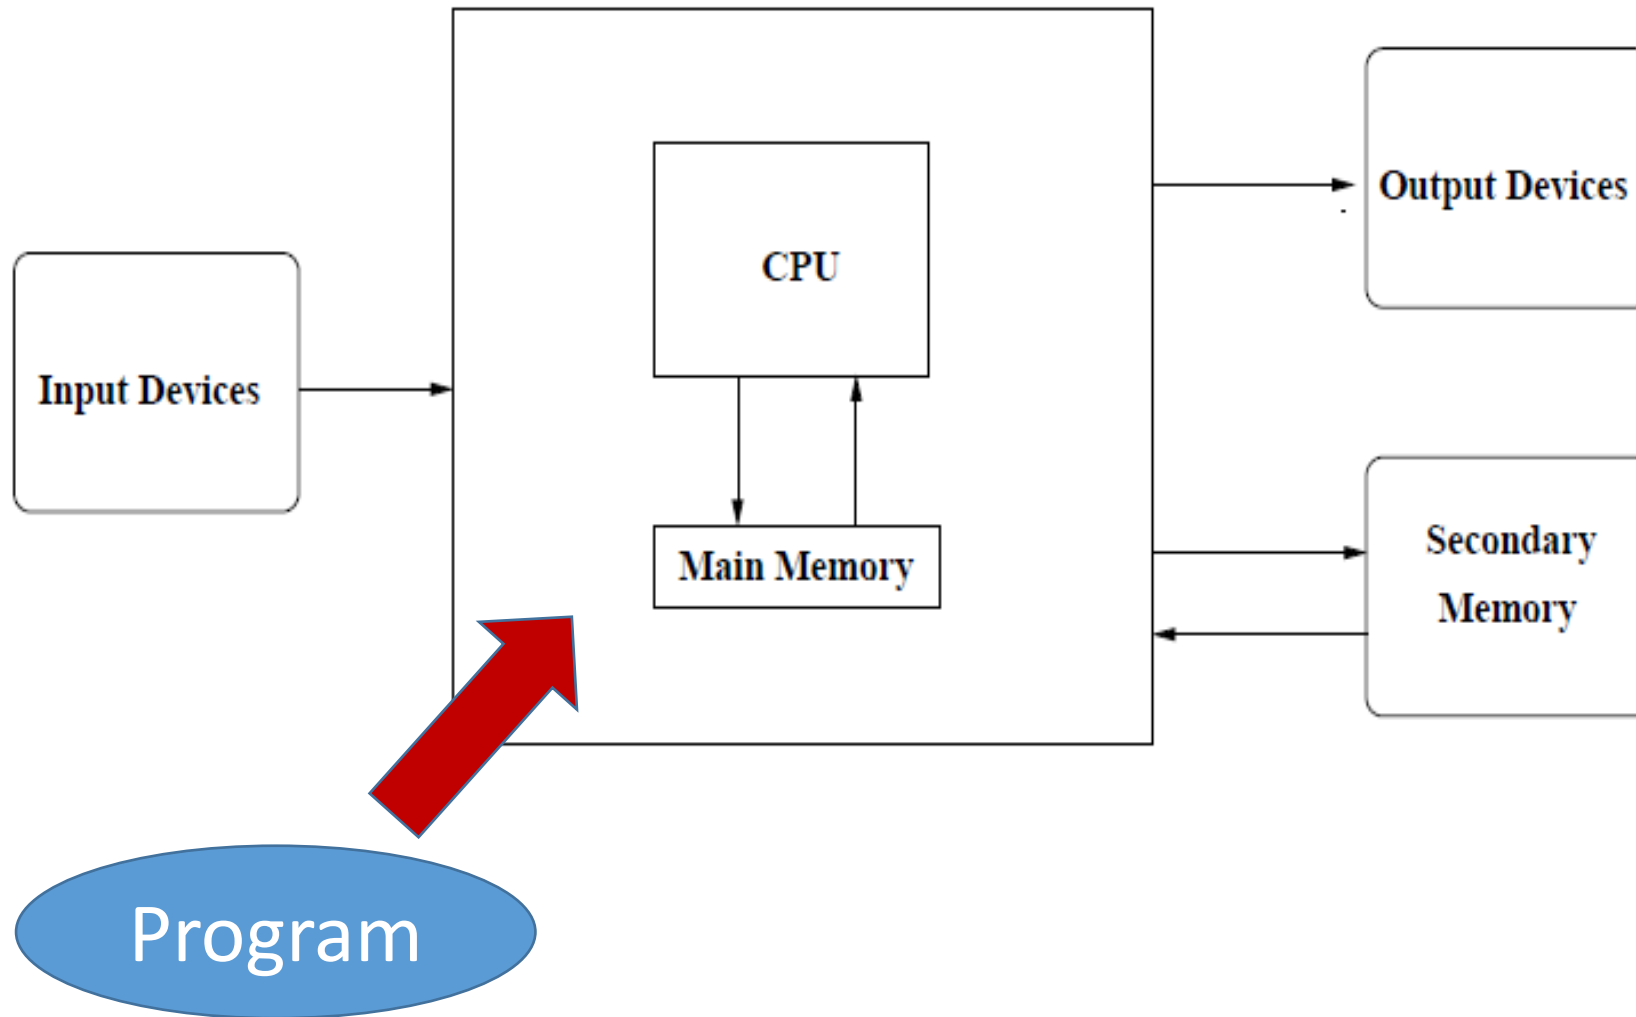 Output Devices
CPU
Input Devices
Secondary
Memory
Main Memory
Program